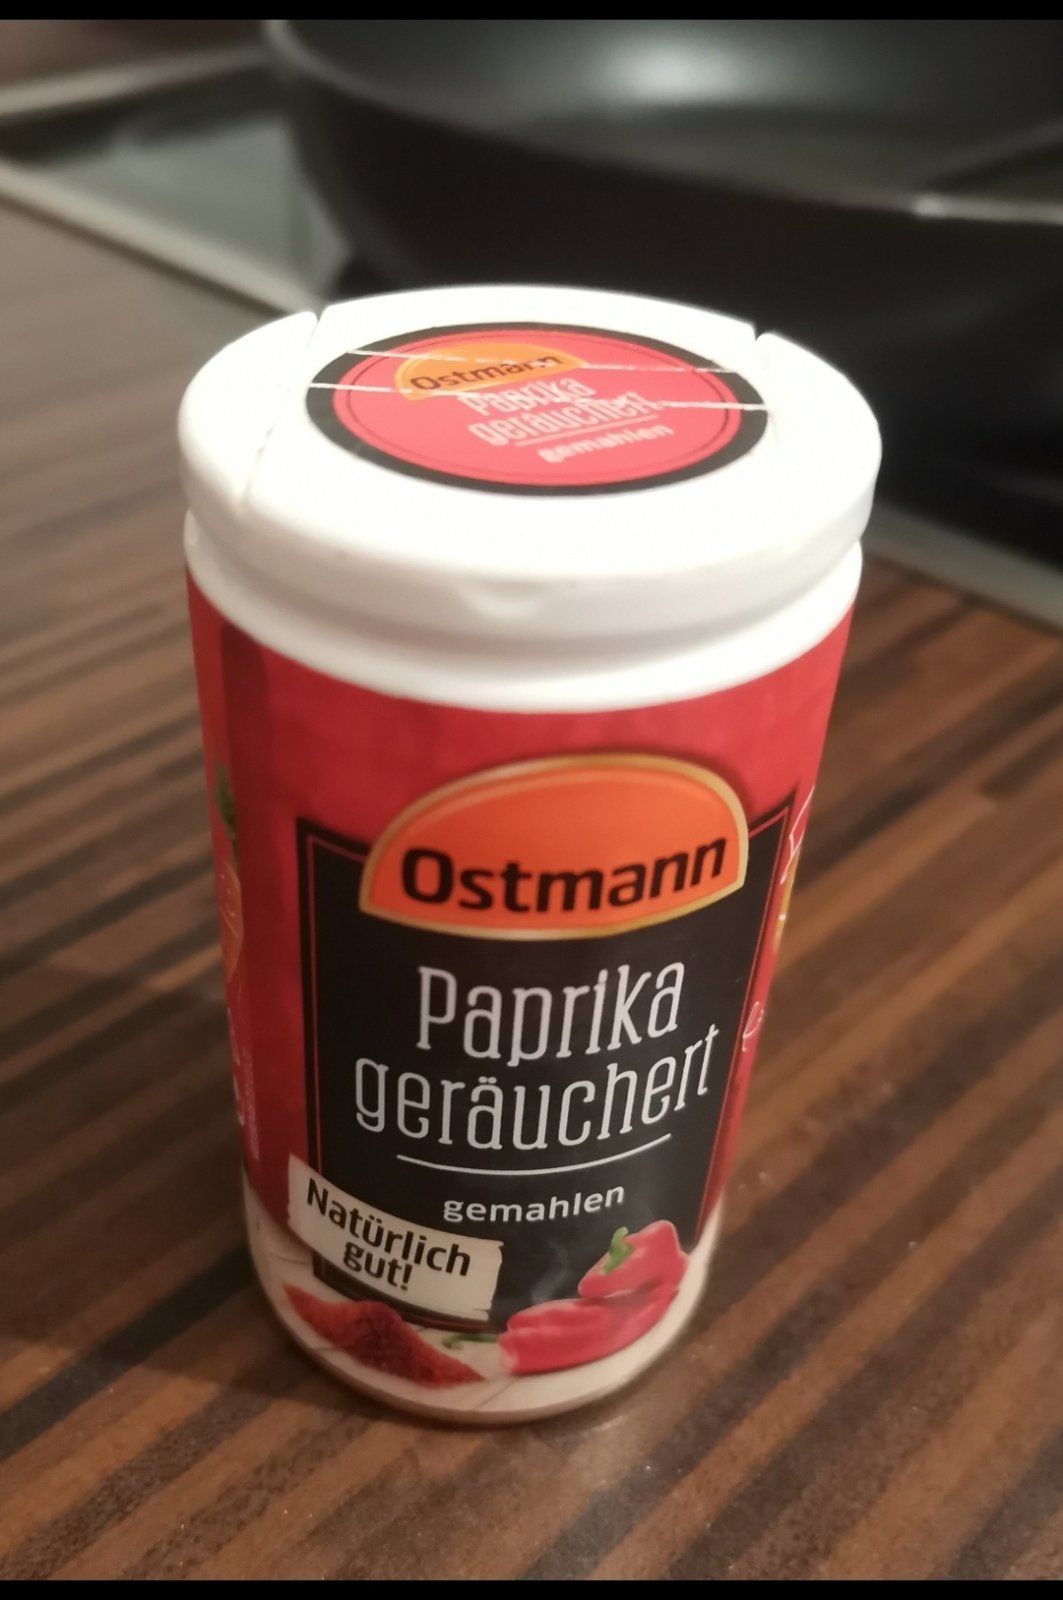 Ostmann
Paprika
geräuchert
gemahlen
Ostmann
Paprika
geräuchert
gemahlen
Natürlich
gut!